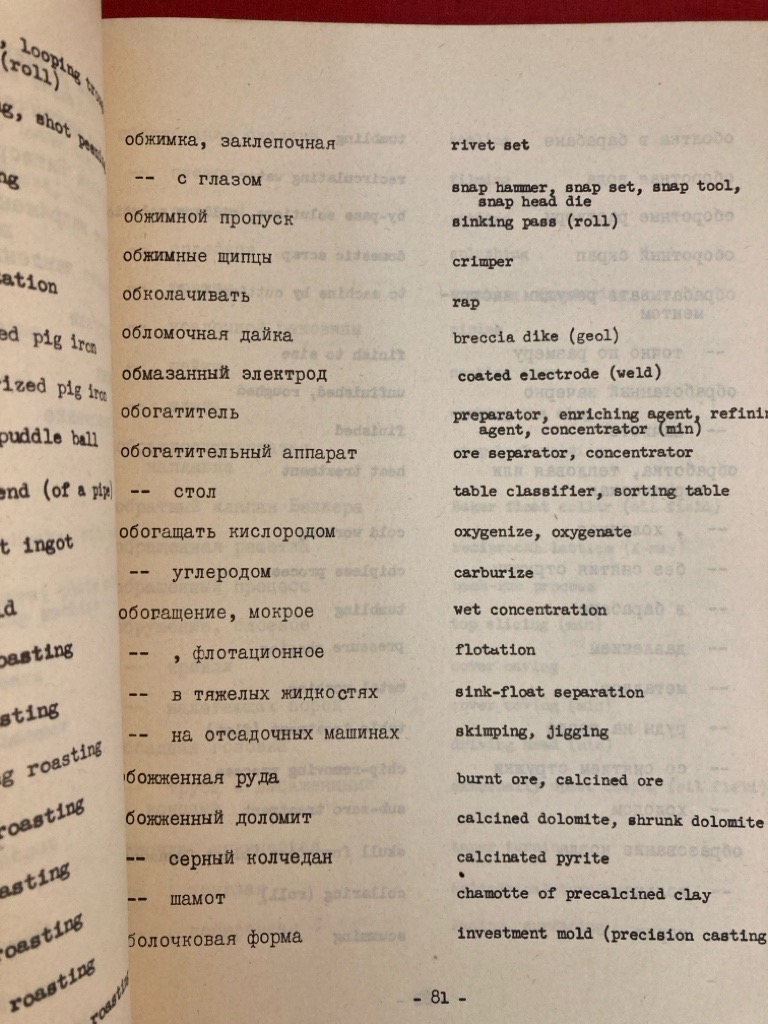 , looping
(roll)
shot
ng
ation
ed pig iron
ized pig iron
puddle ball
end (of a pipe)
t ingot
d
oasting
sting
g roasting
roasting
asting
roasting
roasting
roasting
обжимка, заклепочная rivet set
-- с глазом snap hammer, snap set, snap tool,
snap head die
обжимной пропуск sinking pass (roll)
обжимные щипцы crimper
обколачивать rap
обломочная дайка breccia dike (geol)
обмазанный электрод coated electrode (weld)
обогатитель preparator, enriching agent, refinin
agent, concentrator (min)
обогатительный аппарат ore separator, concentrator
-- стол table classifier, sorting table
обогащать кислородом oxygenize, oxygenate
-- углеродом carburize
обогащение, мокрое wet concentration
-- , флотационное flotation
-- в тяжелых жидкостях sink-float separation
-- на отсадочных машинах skimping, jigging
божженная руда burnt ore, calcined ore
божженный доломит calcined dolomite, shrunk dolomite
-- серный колчедан calcinated pyrite
-- шамот chamotte of precalcined clay
болочковая форма investment mold (precision casting
- 81 -